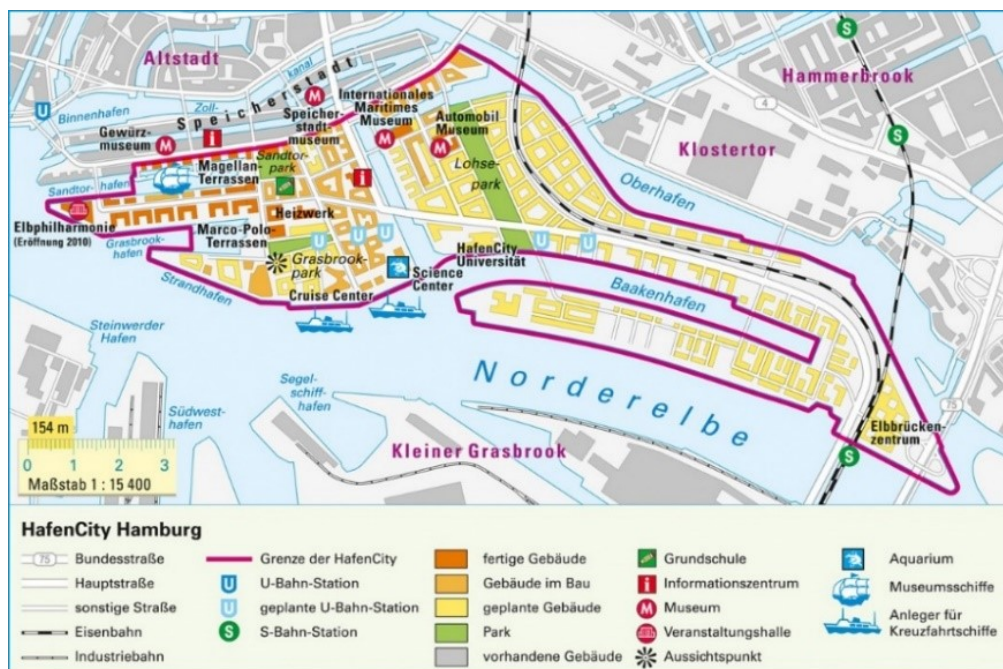 Altstadt
4
S
Hammerbrook
U
Binnenhafen
Zoll-
kanal
Speicherstadt
Gewürz-
museum
M
i
M
Speicher-
stadt-
museum
Internationales
Maritimes
Museum
M
Automobil
Museum
M
4
S
Klostertor
Sandtor-
hafen
Magellan-
Terrassen
Sandtor-
park
i
Lohse-
park
Oberhafen
Elbphilharmonie
(Eröffnung 2010)
Heizwerk
Grasbrook-
hafen
Marco-Polo-
Terrassen
U
U
U
U
U
Grasbrook-
park
HafenCity
Universität
Strandhafen
Cruise Center
Science
Center
Baakenhafen
Steinwerder
Hafen
Segel-
schiff-
hafen
Norderelbe
Südwest-
hafen
Kleiner Grasbrook
75
Elbbrücken-
zentrum
S
154 m
0 1 2 3
Maßstab 1 : 15 400
HafenCity Hamburg
75 Bundesstraße
Hauptstraße
sonstige Straße
Eisenbahn
Industriebahn
Grenze der HafenCity
U U-Bahn-Station
U geplante U-Bahn-Station
S S-Bahn-Station
fertige Gebäude
Gebäude im Bau
geplante Gebäude
Park
vorhandene Gebäude
Grundschule
i Informationszentrum
M Museum
Veranstaltungshalle
Aussichtspunkt
Aquarium
Museumsschiffe
Anleger für
Kreuzfahrtschiffe